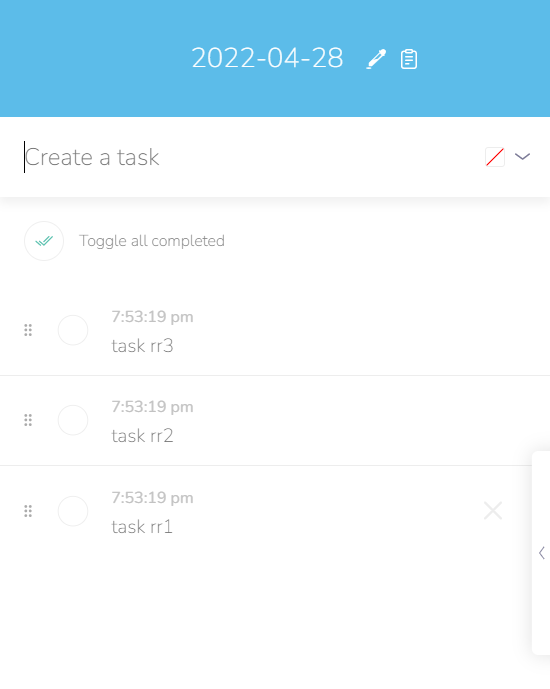 2022-04-28
Create a task
Toggle all completed
7:53:19 pm
task rr3
7:53:19 pm
task rr2
7:53:19 pm
task rr1